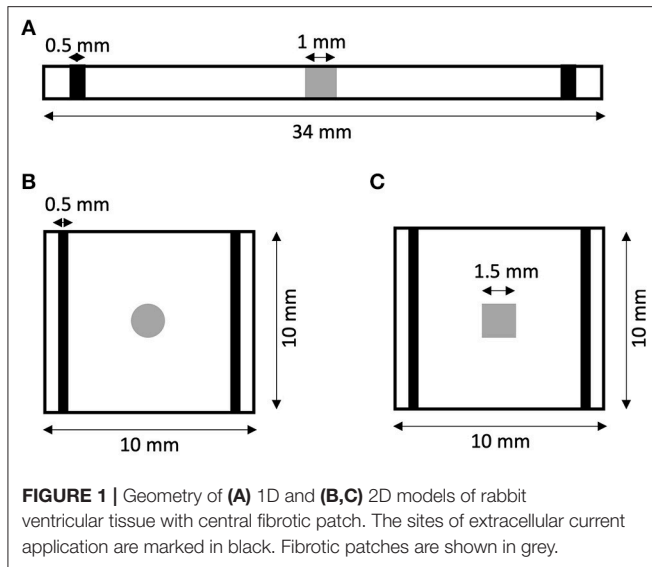 A
0.5 mm
1 mm
34 mm
B
C
0.5 mm
1.5 mm
10 mm
10 mm
10 mm
10 mm
FIGURE 1 | Geometry of (A) 1D and (B,C) 2D models of rabbit
ventricular tissue with central fibrotic patch. The sites of extracellular current
application are marked in black. Fibrotic patches are shown in grey.